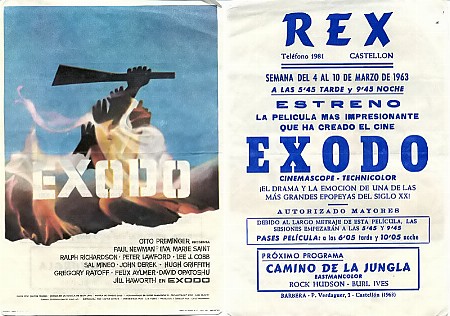 EXODO
OTTO PREMINGER PRESENTA
PAUL NEWMAN · EVA MARIE SAINT
RALPH RICHARDSON · PETER LAWFORD · LEE J. COBB
SAL MINEO · JOHN DEREK · HUGH GRIFFITH
GREGORY RATOFF · FELIX AYLMER · DAVID OPATOSHU
JILL HAWORTH EN EXODO
REX
Teléfono 1981 CASTELLON
SEMANA DEL 4 AL 10 DE MARZO DE 1963
A LAS 5'45 TARDE y 9'45 NOCHE
ESTRENO
LA PELICULA MAS IMPRESIONANTE
QUE HA CREADO EL CINE
EXODO
CINEMASCOPE - TECHNICOLOR
¡EL DRAMA Y LA EMOCION DE UNA DE LAS
MÁS GRANDES EPOPEYAS DEL SIGLO XX!
AUTORIZADO MAYORES
DEBIDO AL LARGO METRAJE DE ESTA PELÍCULA, LAS
SESIONES EMPEZARÁN A LAS 5'45 Y 9'45
PASES PELÍCULA: a las 6'05 tarde y 10'05 noche
PRÓXIMO PROGRAMA
CAMINO DE LA JUNGLA
EASTMANCOLOR
ROCK HUDSON - BURL IVES
BARBERÁ - P. Verdaguer, 3 - Castellón (1963)